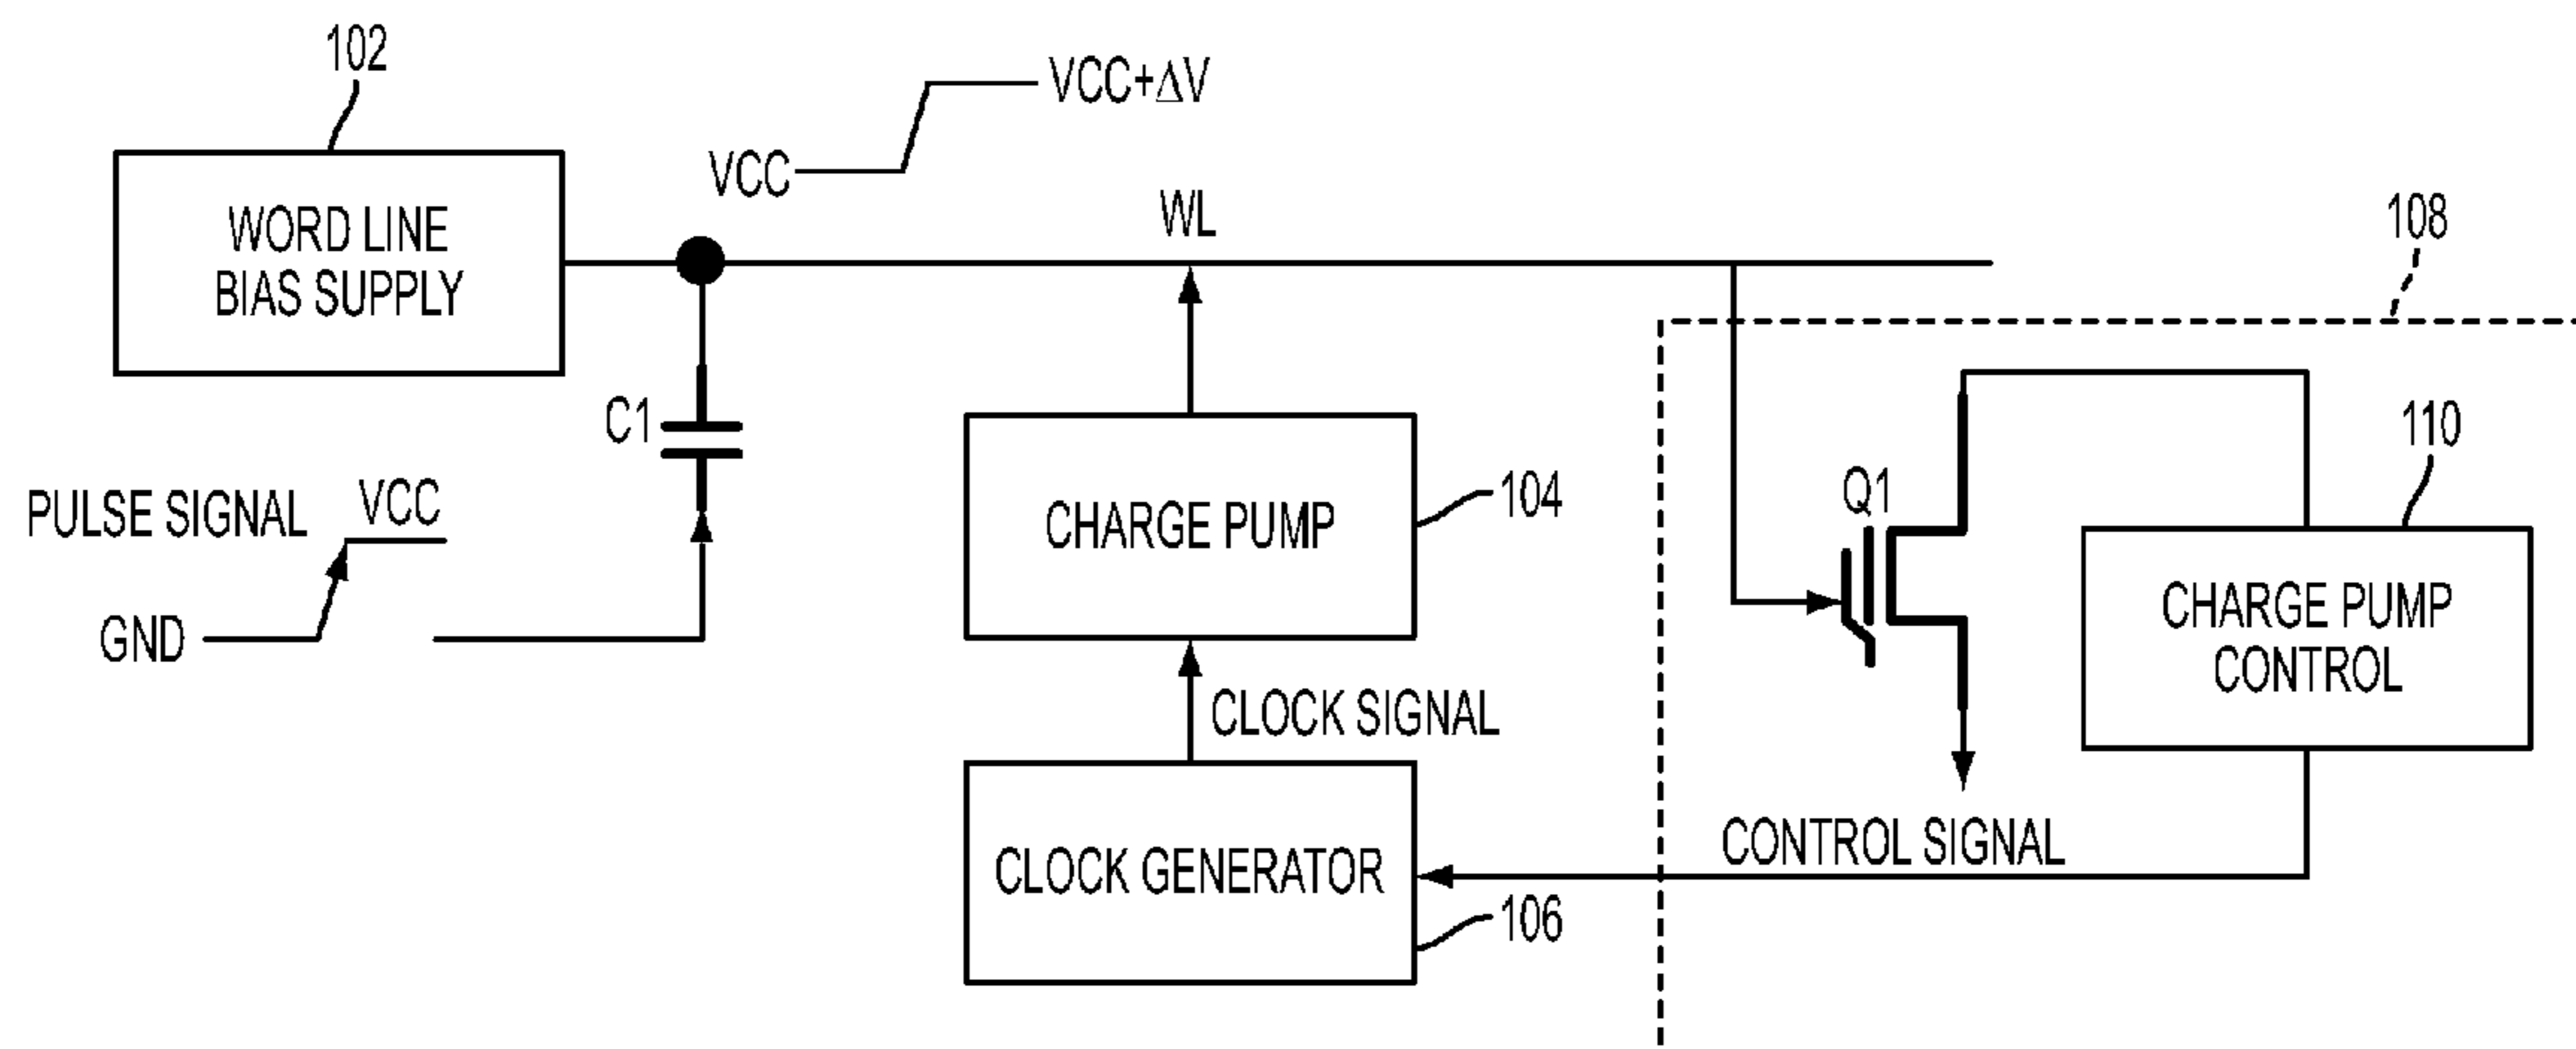 102
VCC+ΔV
VCC
WORD LINE
BIAS SUPPLY
WL
108
C1
110
PULSE SIGNAL
VCC
CHARGE PUMP
104
Q1
GND
CHARGE PUMP
CONTROL
CLOCK SIGNAL
CLOCK GENERATOR
CONTROL SIGNAL
106